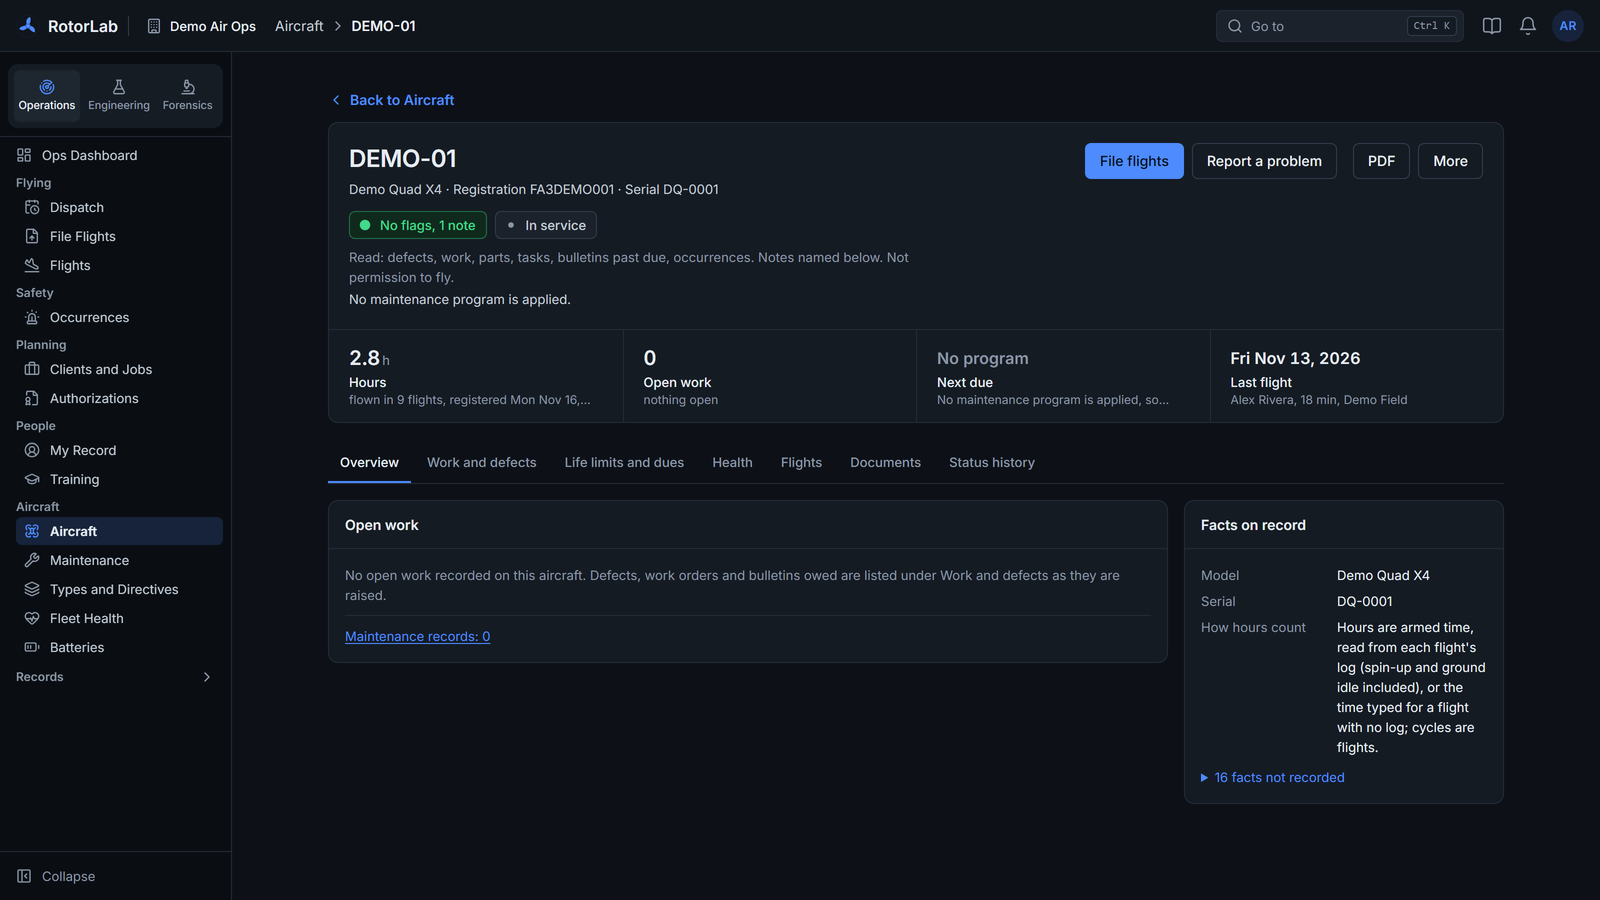 RotorLab
Demo Air Ops
Aircraft > DEMO-01
Go to
Ctrl K
AR
Operations
Engineering
Forensics
Ops Dashboard
Flying
Dispatch
File Flights
Flights
Safety
Occurrences
Planning
Clients and Jobs
Authorizations
People
My Record
Training
Aircraft
Aircraft
Maintenance
Types and Directives
Fleet Health
Batteries
Records
Collapse
Back to Aircraft
DEMO-01
Demo Quad X4 · Registration FA3DEMO001 · Serial DQ-0001
No flags, 1 note
In service
Read: defects, work, parts, tasks, bulletins past due, occurrences. Notes named below. Not
permission to fly.
No maintenance program is applied.
File flights
Report a problem
PDF
More
2.8 h
Hours
flown in 9 flights, registered Mon Nov 16,...
0
Open work
nothing open
No program
Next due
No maintenance program is applied, so...
Fri Nov 13, 2026
Last flight
Alex Rivera, 18 min, Demo Field
Overview
Work and defects
Life limits and dues
Health
Flights
Documents
Status history
Open work
No open work recorded on this aircraft. Defects, work orders and bulletins owed are listed under Work and defects as they are
raised.
Maintenance records: 0
Facts on record
Model
Demo Quad X4
Serial
DQ-0001
How hours count
Hours are armed time,
read from each flight's
log (spin-up and ground
idle included), or the
time typed for a flight
with no log; cycles are
flights.
16 facts not recorded